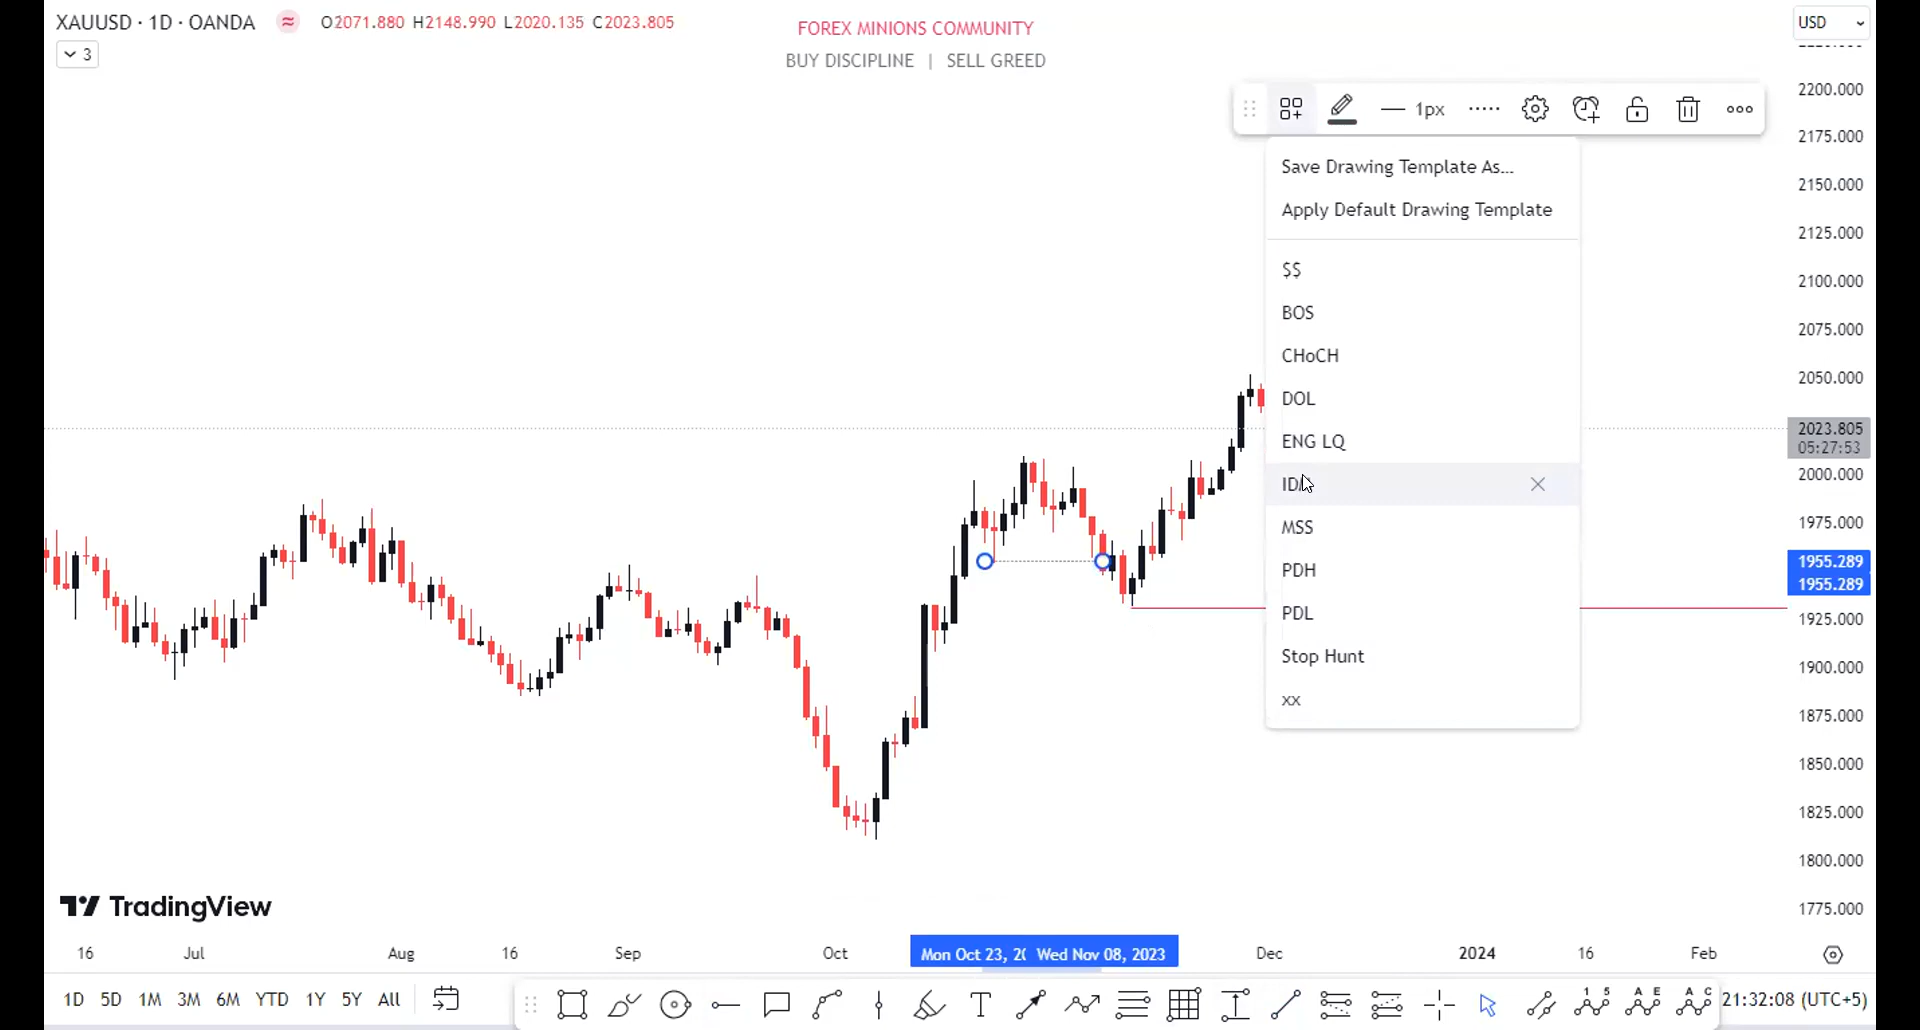 XAUUSD · 1D · OANDA ≈ O2071.880 H2148.990 L2020.135 C2023.805
3
FOREX MINIONS COMMUNITY
BUY DISCIPLINE | SELL GREED
USD
2200.000
2175.000
2150.000
2125.000
2100.000
2075.000
2050.000
2023.805
05:27:53
2000.000
1975.000
1955.289
1955.289
1925.000
1900.000
1875.000
1850.000
1825.000
1800.000
1775.000
1px
Save Drawing Template As...
Apply Default Drawing Template
$$
BOS
CHoCH
DOL
ENG LQ
MSS
PDH
PDL
Stop Hunt
xx
TradingView
16 Jul Aug 16 Sep Oct Mon Oct 23, Wed Nov 08, 2023 Dec 2024 16 Feb
1D 5D 1M 3M 6M YTD 1Y 5Y All
T
1 5
A E
A C
21:32:08 (UTC+5)